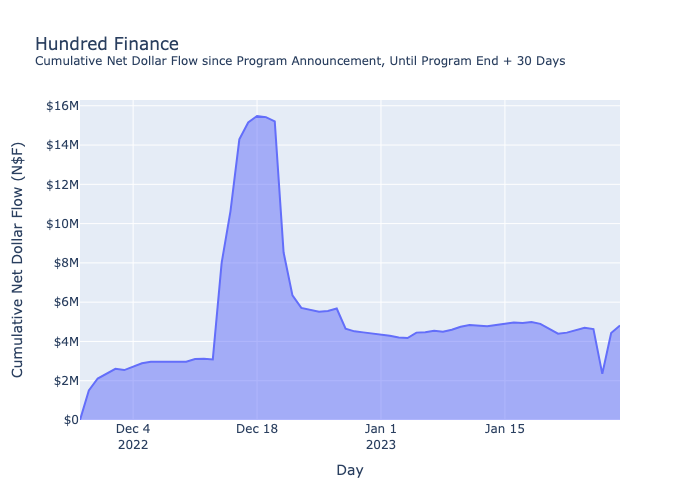 Hundred Finance
Cumulative Net Dollar Flow since Program Announcement, Until Program End + 30 Days
$16M
$14M
$12M
$10M
$8M
$6M
$4M
$2M
$0
Cumulative Net Dollar Flow (N$F)
Dec 4
2022
Dec 18
Jan 1
2023
Jan 15
Day